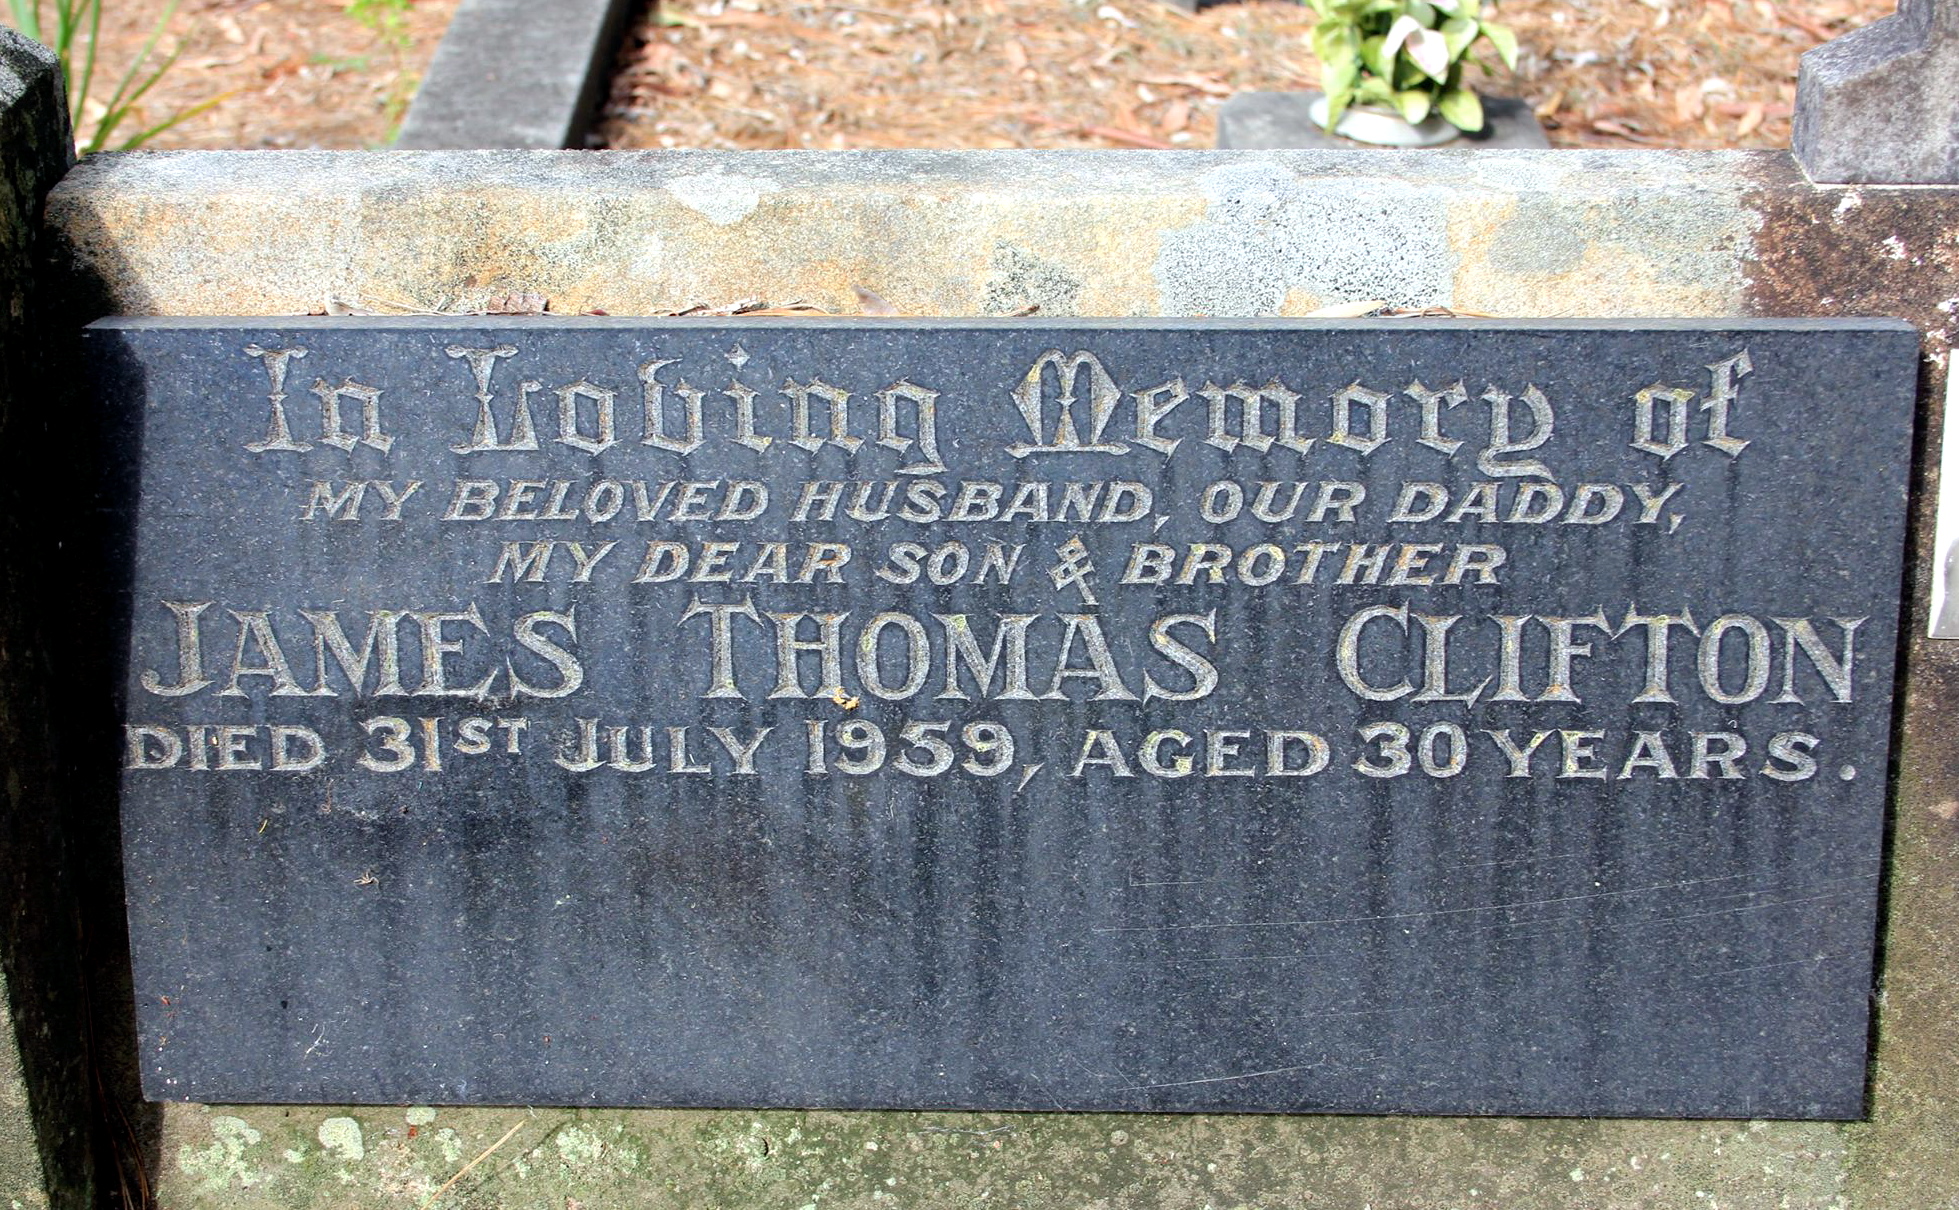 In Loving Memory of
MY BELOVED HUSBAND, OUR DADDY,
MY DEAR SON & BROTHER
JAMES THOMAS CLIFTON
DIED 31ST JULY 1959, AGED 30 YEARS.